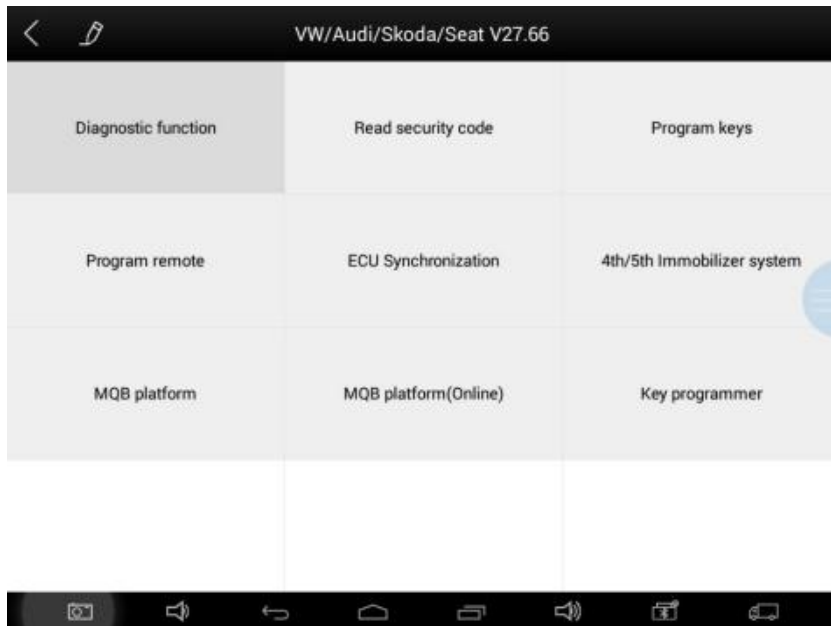 VW/Audi/Skoda/Seat V27.66
Diagnostic function
Read security code
Program keys
Program remote
ECU Synchronization
4th/5th Immobilizer system
MQB platform
MQB platform(Online)
Key programmer